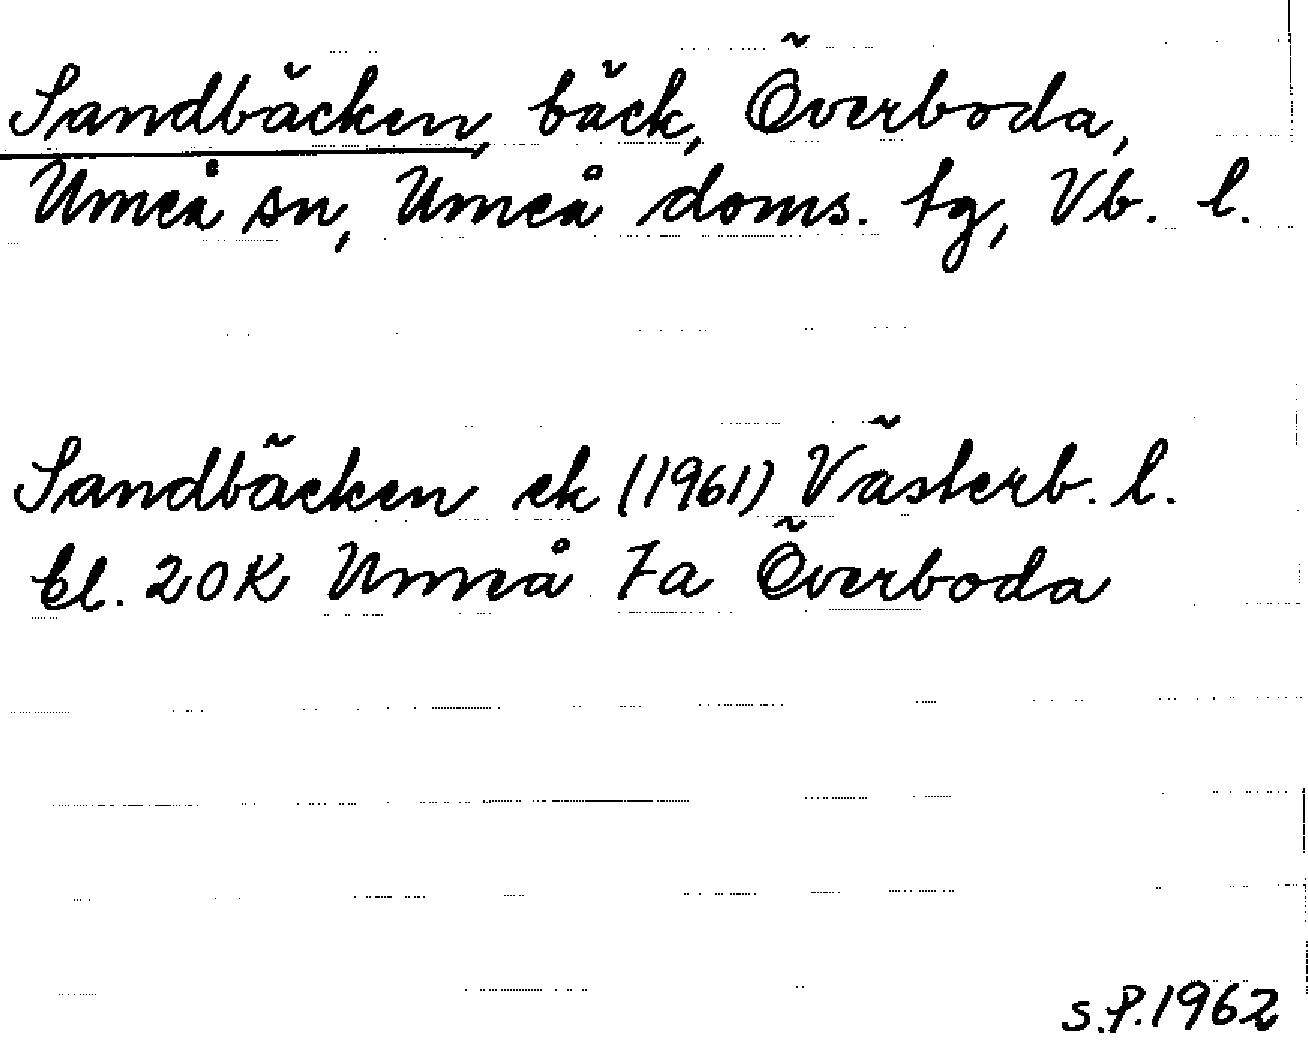 Sandbäcken, bäck, Överboda,
Umeå sn, Umeå doms. tg, Vb. l.
Sandbäcken ek (1961) Västerb. l.
bl. 20K Umeå 7a Överboda
S.P.1962